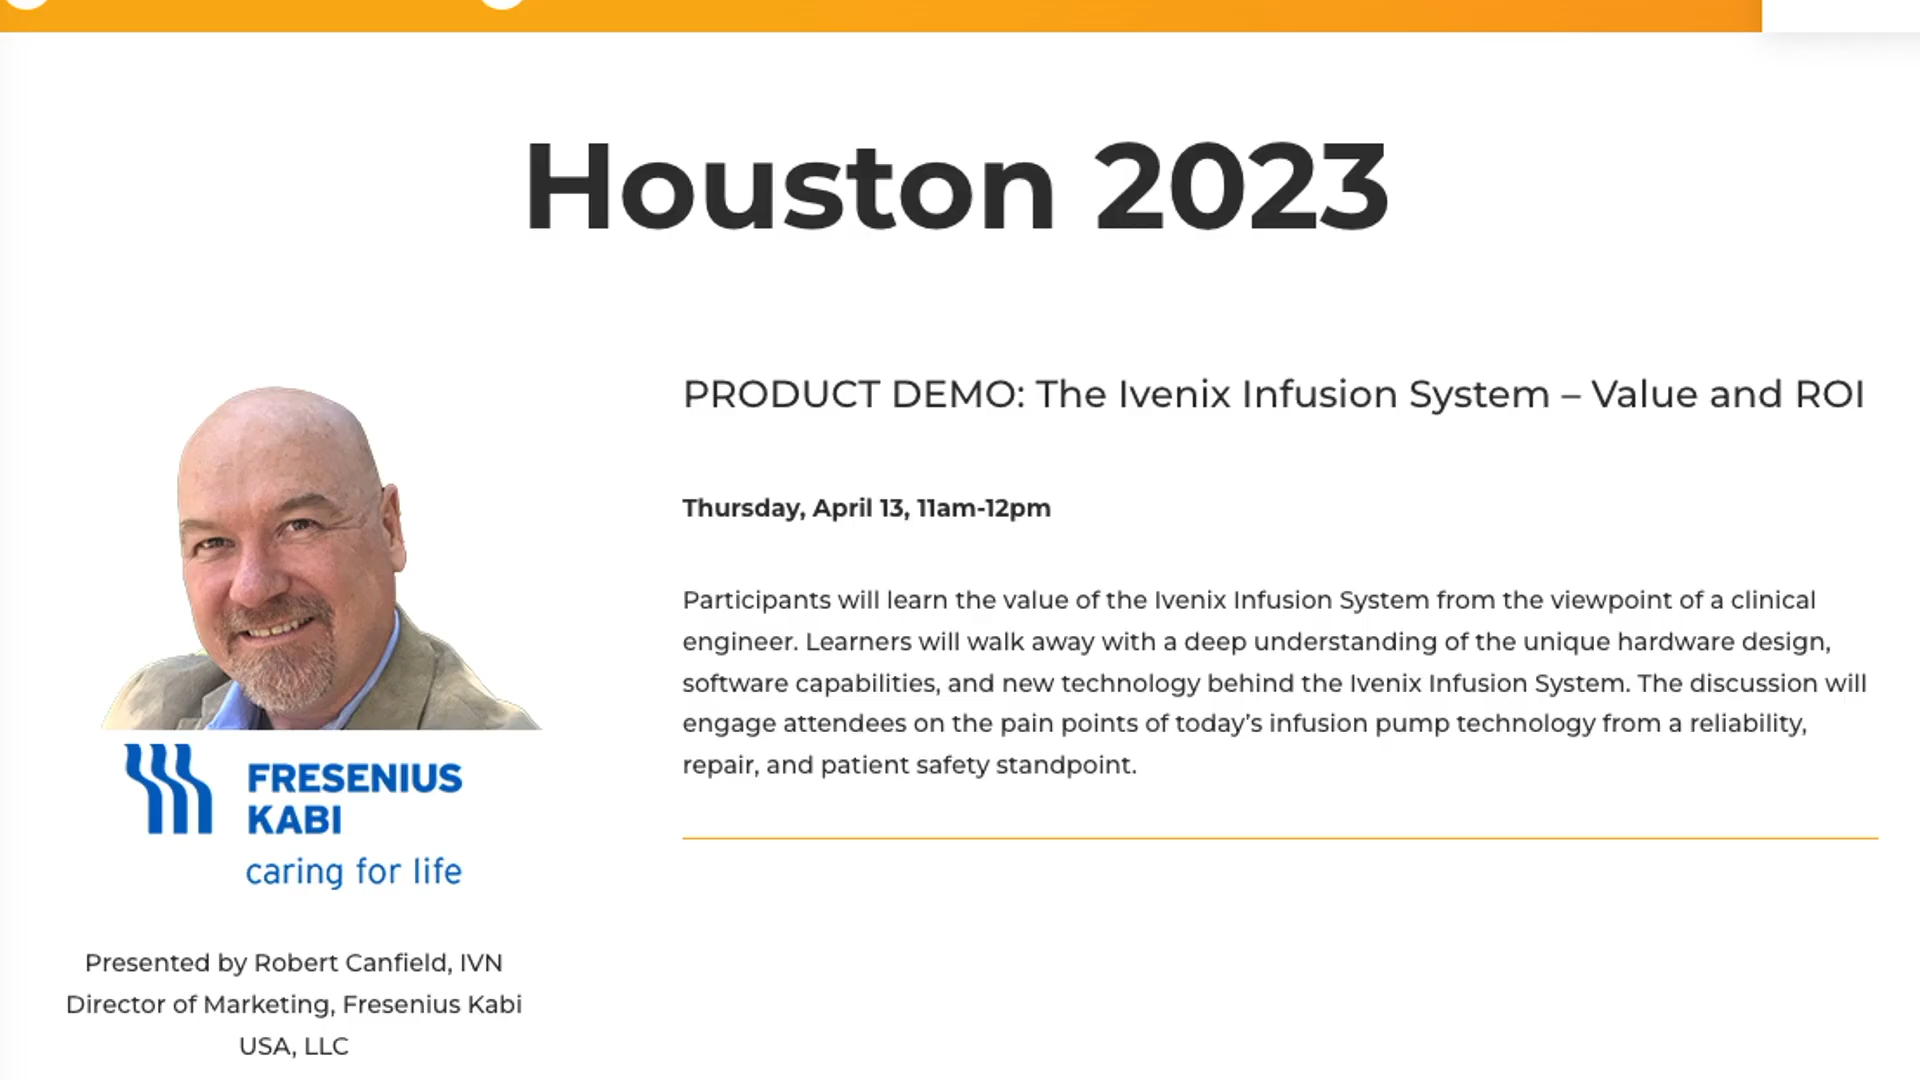 Houston 2023
PRODUCT DEMO: The Ivenix Infusion System – Value and ROI
Thursday, April 13, 11am-12pm
Participants will learn the value of the Ivenix Infusion System from the viewpoint of a clinical
engineer. Learners will walk away with a deep understanding of the unique hardware design,
software capabilities, and new technology behind the Ivenix Infusion System. The discussion will
engage attendees on the pain points of today’s infusion pump technology from a reliability,
repair, and patient safety standpoint.
FRESENIUS
KABI
caring for life
Presented by Robert Canfield, IVN
Director of Marketing, Fresenius Kabi
USA, LLC